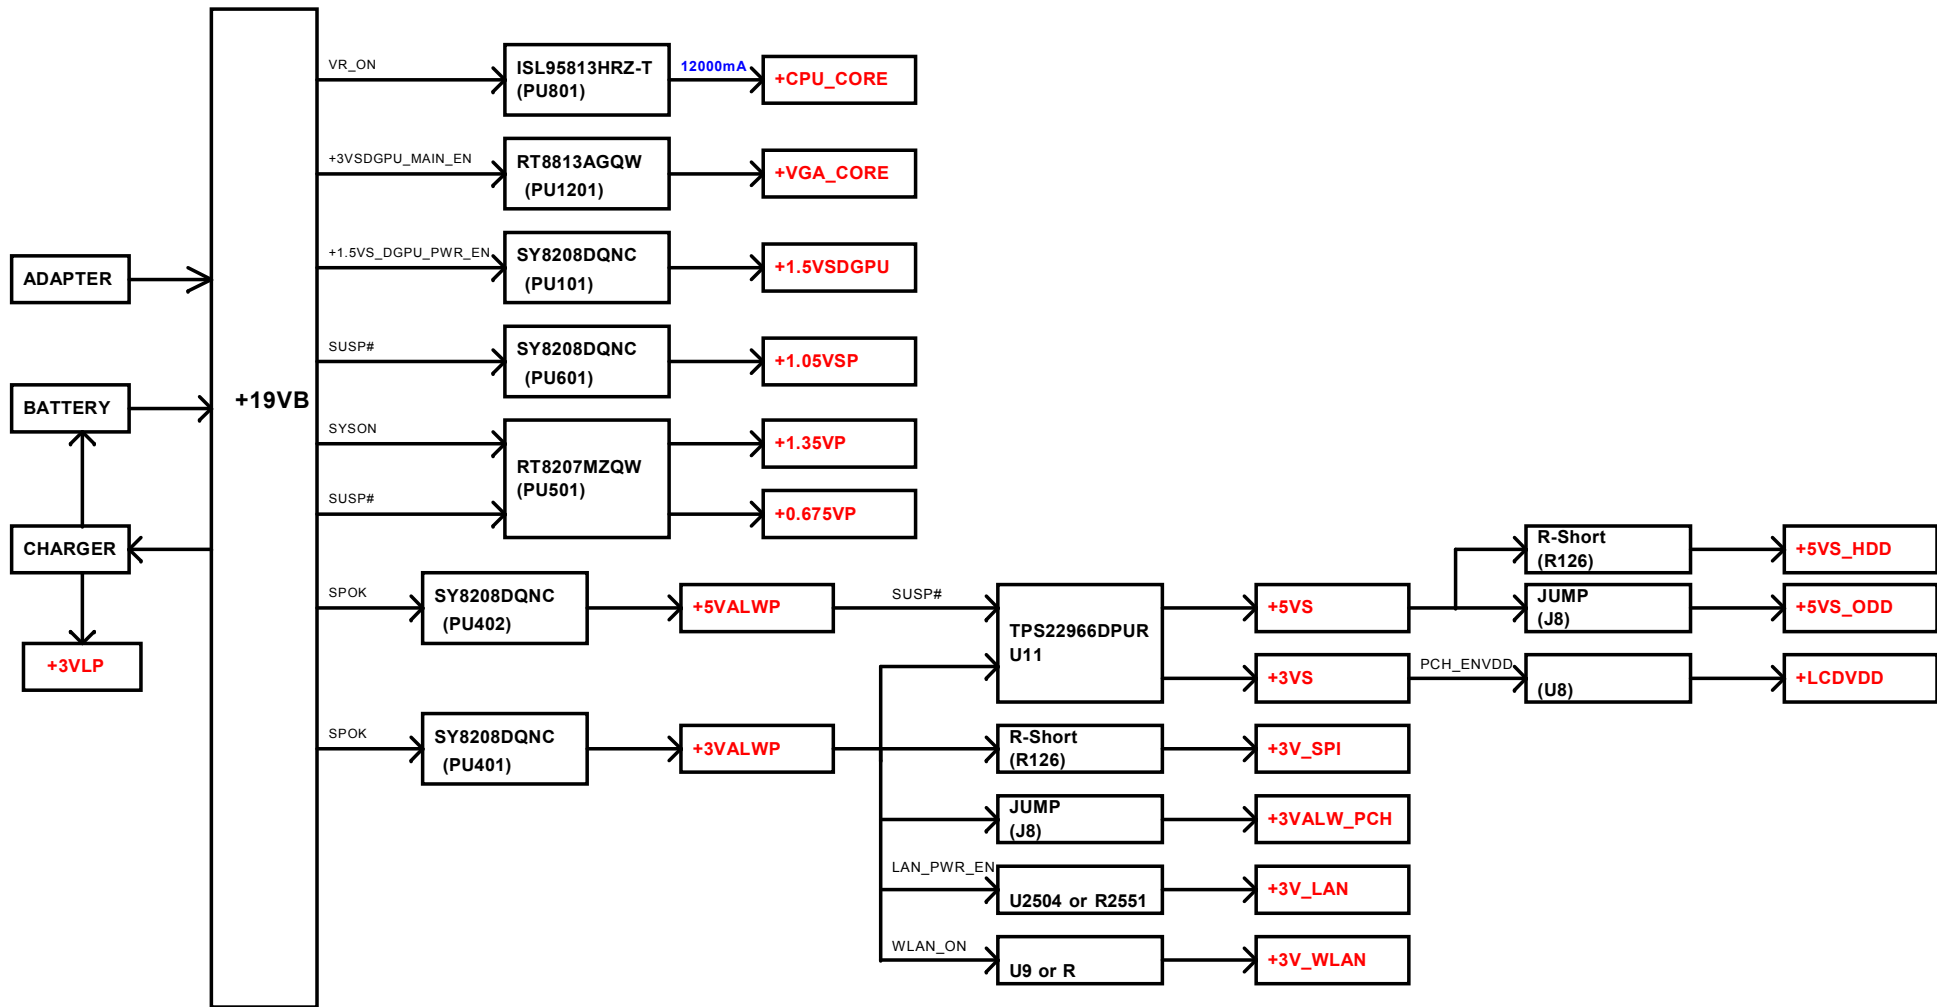 VR_ON
ISL95813HRZ-T
(PU801)
12000mA
+CPU_CORE
+3VSDGPU_MAIN_EN
RT8813AGQW
(PU1201)
+VGA_CORE
+1.5VS_DGPU_PWR_EN
SY8208DQNC
(PU101)
+1.5VSDGPU
ADAPTER
SUSP#
SY8208DQNC
(PU601)
+1.05VSP
BATTERY
+19VB
SYSON
RT8207MZQW
(PU501)
+1.35VP
SUSP#
+0.675VP
CHARGER
+3VLP
SPOK
SY8208DQNC
(PU402)
+5VALWP
SUSP#
TPS22966DPUR
U11
+5VS
R-Short
(R126)
+5VS_HDD
JUMP
(J8)
+5VS_ODD
+3VS
PCH_ENVDD
(U8)
+LCDVDD
SPOK
SY8208DQNC
(PU401)
+3VALWP
R-Short
(R126)
+3V_SPI
JUMP
(J8)
+3VALW_PCH
LAN_PWR_EN
U2504 or R2551
+3V_LAN
WLAN_ON
U9 or R
+3V_WLAN